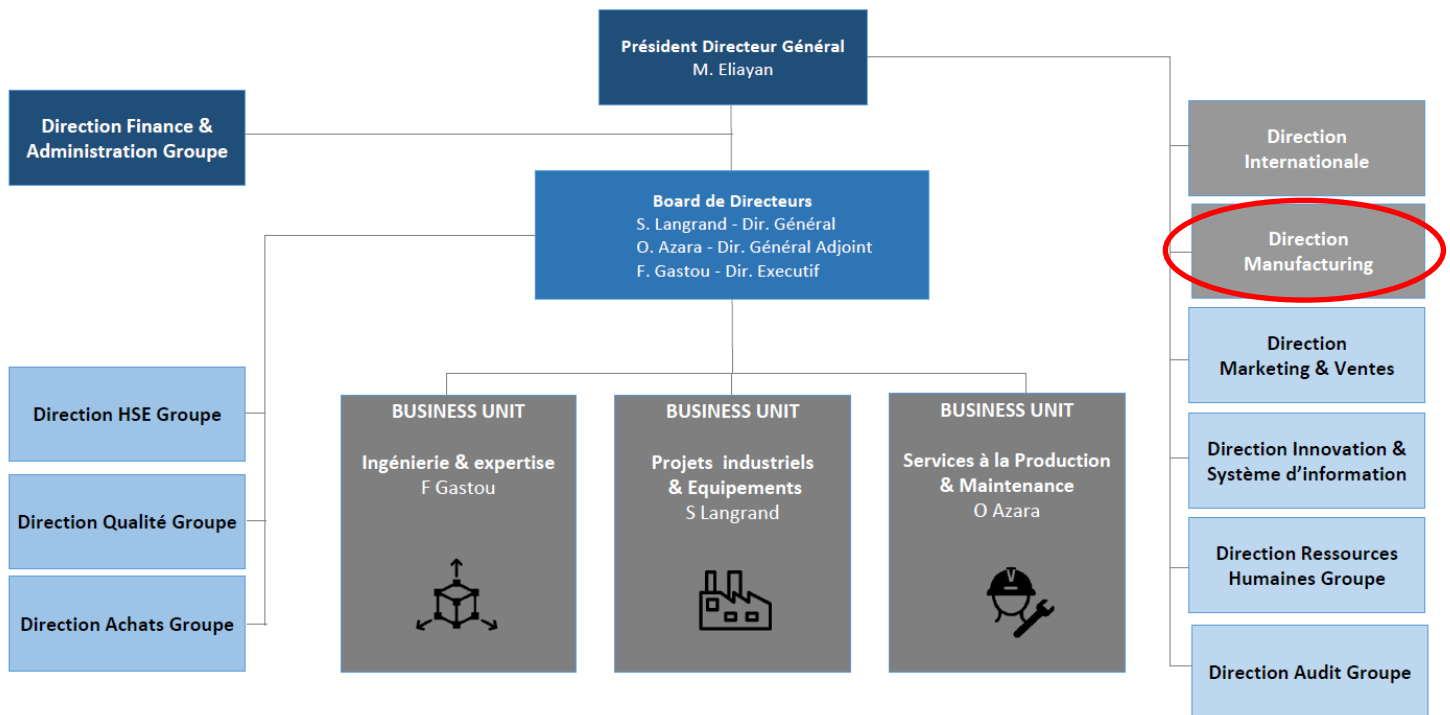 Président Directeur Général
M. Eliayan
Direction Finance &
Administration Groupe
Board de Directeurs
S. Langrand - Dir. Général
O. Azara - Dir. Général Adjoint
F. Gastou - Dir. Executif
Direction HSE Groupe
Direction Qualité Groupe
Direction Achats Groupe
BUSINESS UNIT
Ingénierie & expertise
F Gastou
BUSINESS UNIT
Projets industriels
& Equipements
S Langrand
BUSINESS UNIT
Services à la Production
& Maintenance
O Azara
V
Direction
Internationale
Direction
Manufacturing
Direction
Marketing & Ventes
Direction Innovation &
Système d’information
Direction Ressources
Humaines Groupe
Direction Audit Groupe